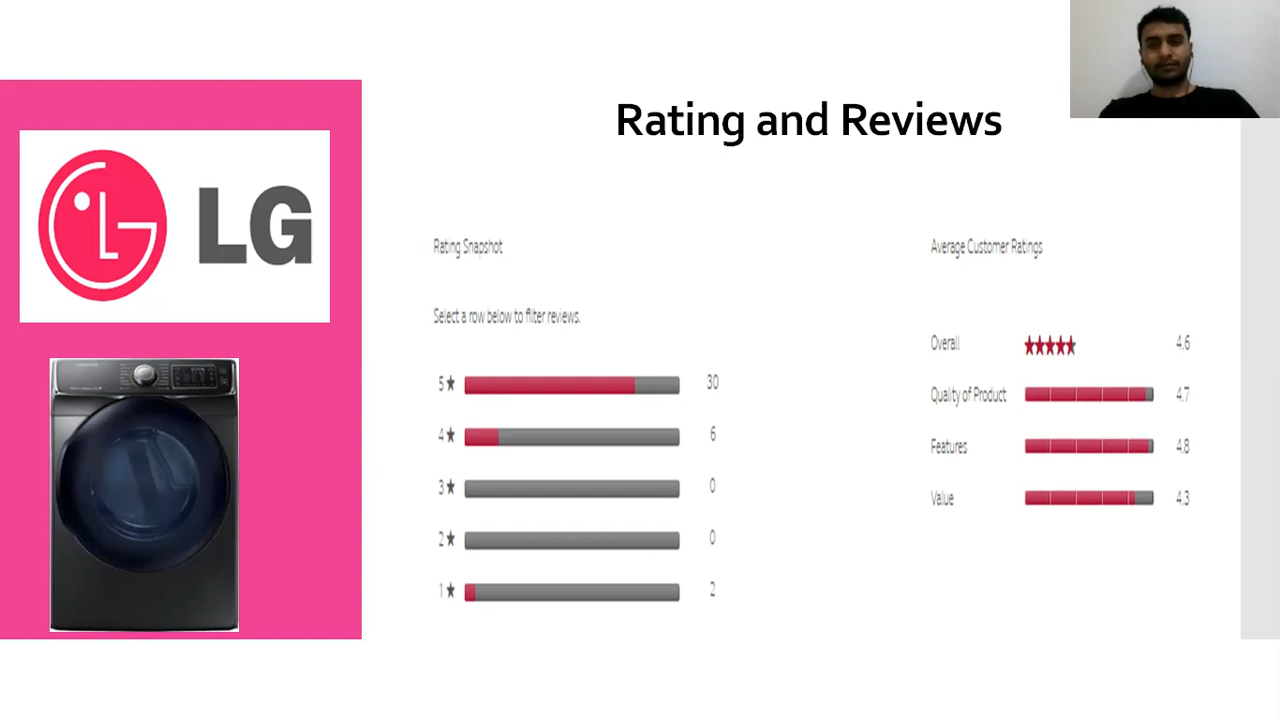 Rating and Reviews
LG
Rating Snapshot
Select a row below to filter reviews.
5★ 30
4★ 6
3★ 0
2★ 0
1★ 2
Average Customer Ratings
Overall 4.6
Quality of Product 4.7
Features 4.8
Value 4.3